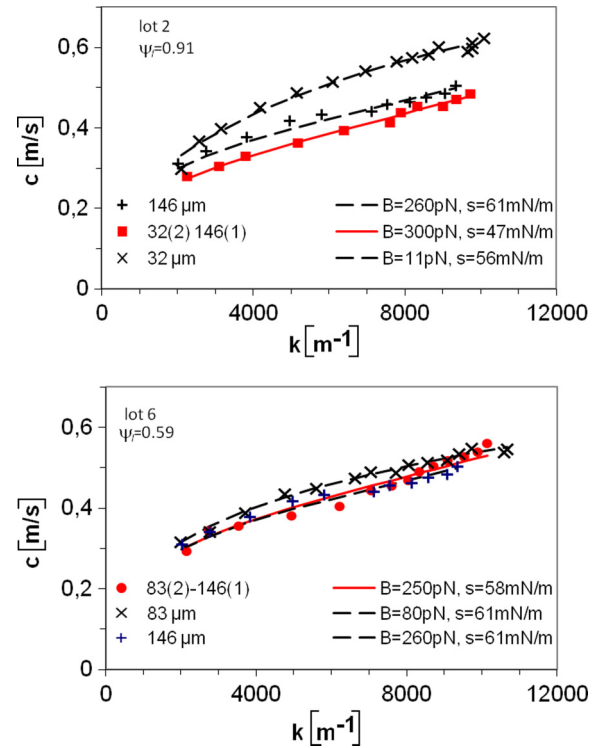 lot 2
ψᵢ=0.91
0,6
0,4
0,2
0
c [m/s]
146 µm
B=260pN, s=61mN/m
32(2) 146(1)
B=300pN, s=47mN/m
32 µm
B=11pN, s=56mN/m
0 4000 8000 12000
k [m⁻¹]
lot 6
ψᵢ=0.59
0,6
0,4
0,2
0
c [m/s]
83(2)-146(1)
B=250pN, s=58mN/m
83 µm
B=80pN, s=61mN/m
146 µm
B=260pN, s=61mN/m
0 4000 8000 12000
k [m⁻¹]